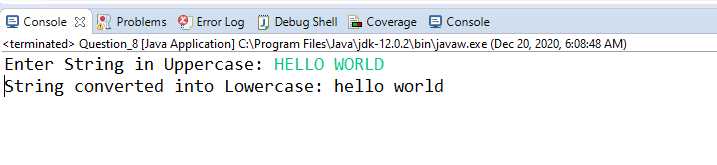 Console Problems Error Log Debug Shell Coverage Console
<terminated> Question_8 [Java Application] C:\Program Files\Java\jdk-12.0.2\bin\javaw.exe (Dec 20, 2020, 6:08:48 AM)
Enter String in Uppercase: HELLO WORLD
String converted into Lowercase: hello world